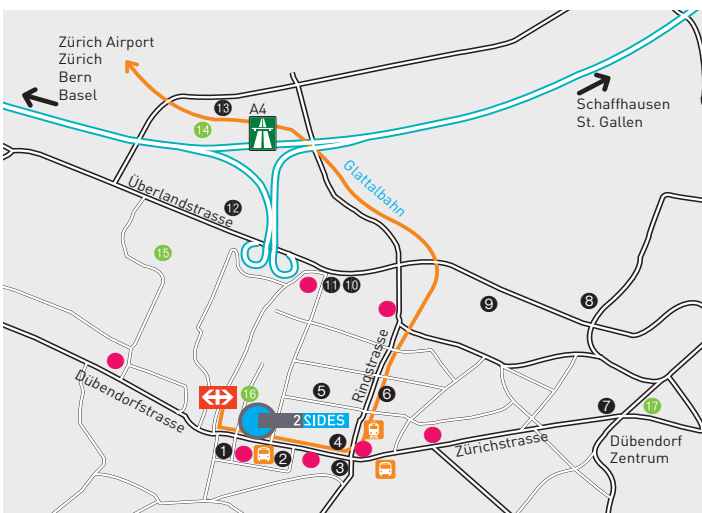 Zürich Airport
Zürich
Bern
Basel
13
A4
14
Schaffhausen
St. Gallen
Glattalbahn
Überlandstrasse
12
15
11
10
9
8
Ringstrasse
Dübendorfstrasse
16
5
6
7
17
2SIDES
4
Zürichstrasse
Dübendorf
Zentrum
1
2
3